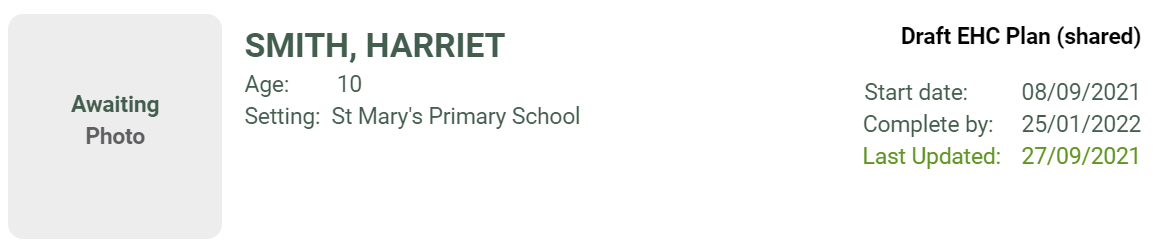 Awaiting
Photo
SMITH, HARRIET
Age: 10
Setting: St Mary's Primary School
Draft EHC Plan (shared)
Start date: 08/09/2021
Complete by: 25/01/2022
Last Updated: 27/09/2021